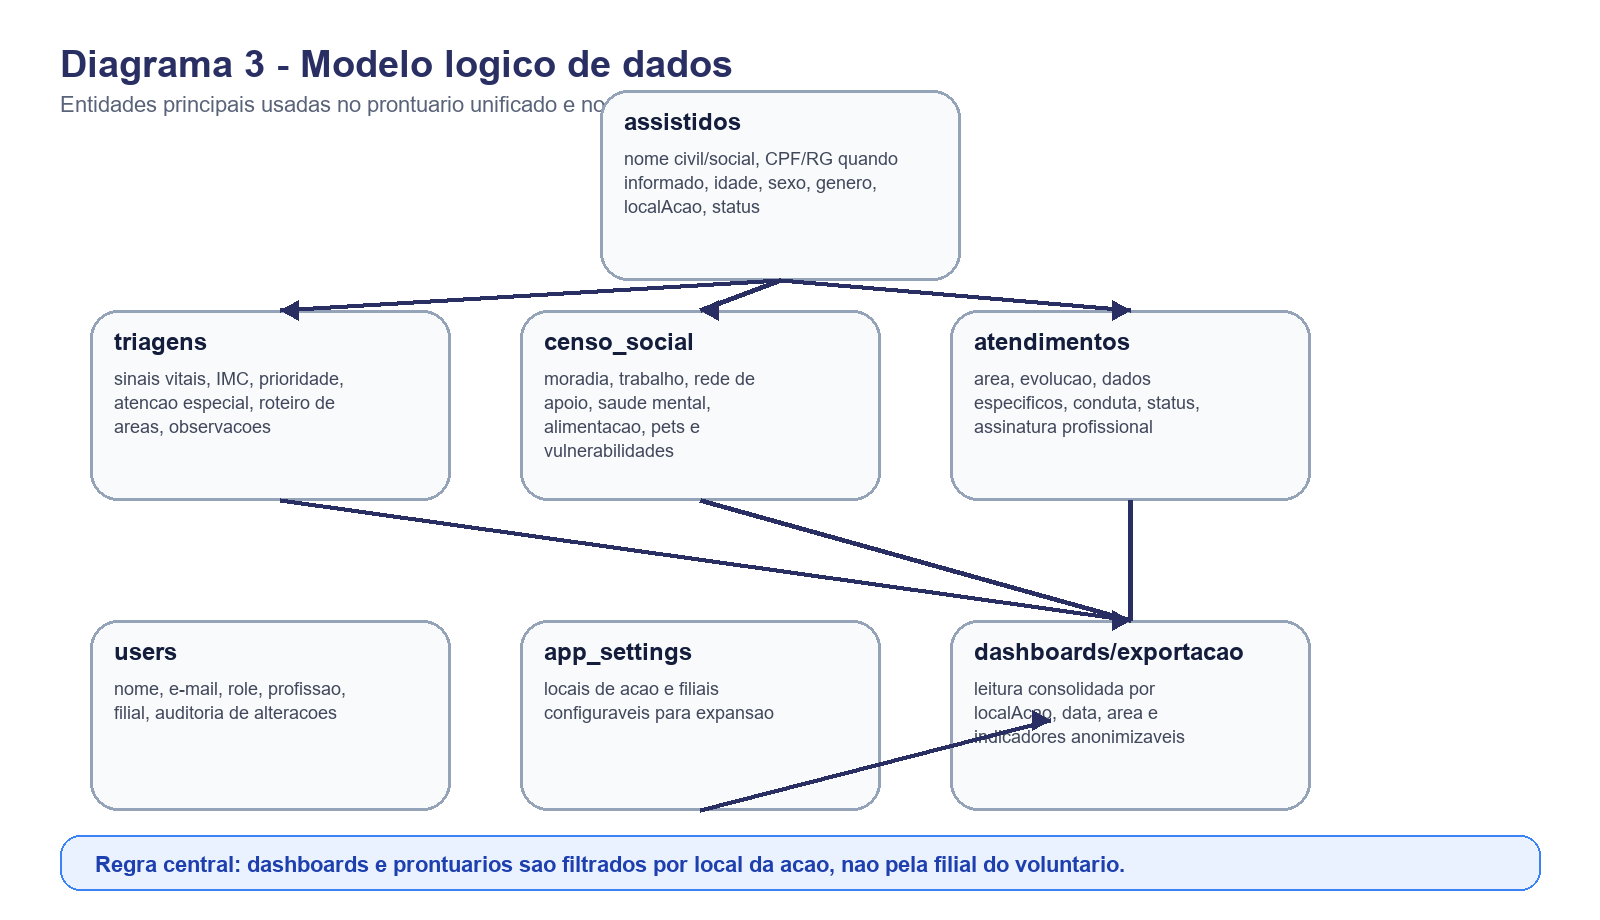 Diagrama 3 - Modelo logico de dados
Entidades principais usadas no prontuario unificado e no
assistidos
nome civil/social, CPF/RG quando
informado, idade, sexo, genero,
localAcao, status
triagens
sinais vitais, IMC, prioridade,
atencao especial, roteiro de
areas, observacoes
censo_social
moradia, trabalho, rede de
apoio, saude mental,
alimentacao, pets e
vulnerabilidades
atendimentos
area, evolucao, dados
especificos, conduta, status,
assinatura profissional
users
nome, e-mail, role, profissao,
filial, auditoria de alteracoes
app_settings
locais de acao e filiais
configuraveis para expansao
dashboards/exportacao
leitura consolidada por
localAcao, data, area e
indicadores anonimizaveis
Regra central: dashboards e prontuarios sao filtrados por local da acao, nao pela filial do voluntario.